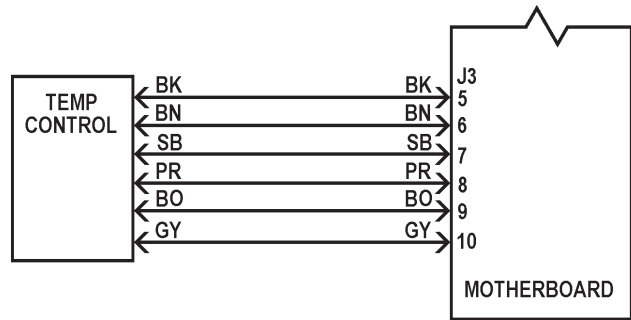 TEMP
CONTROL
J3
BK BK 5
BN BN 6
SB SB 7
PR PR 8
BO BO 9
GY GY 10
MOTHERBOARD